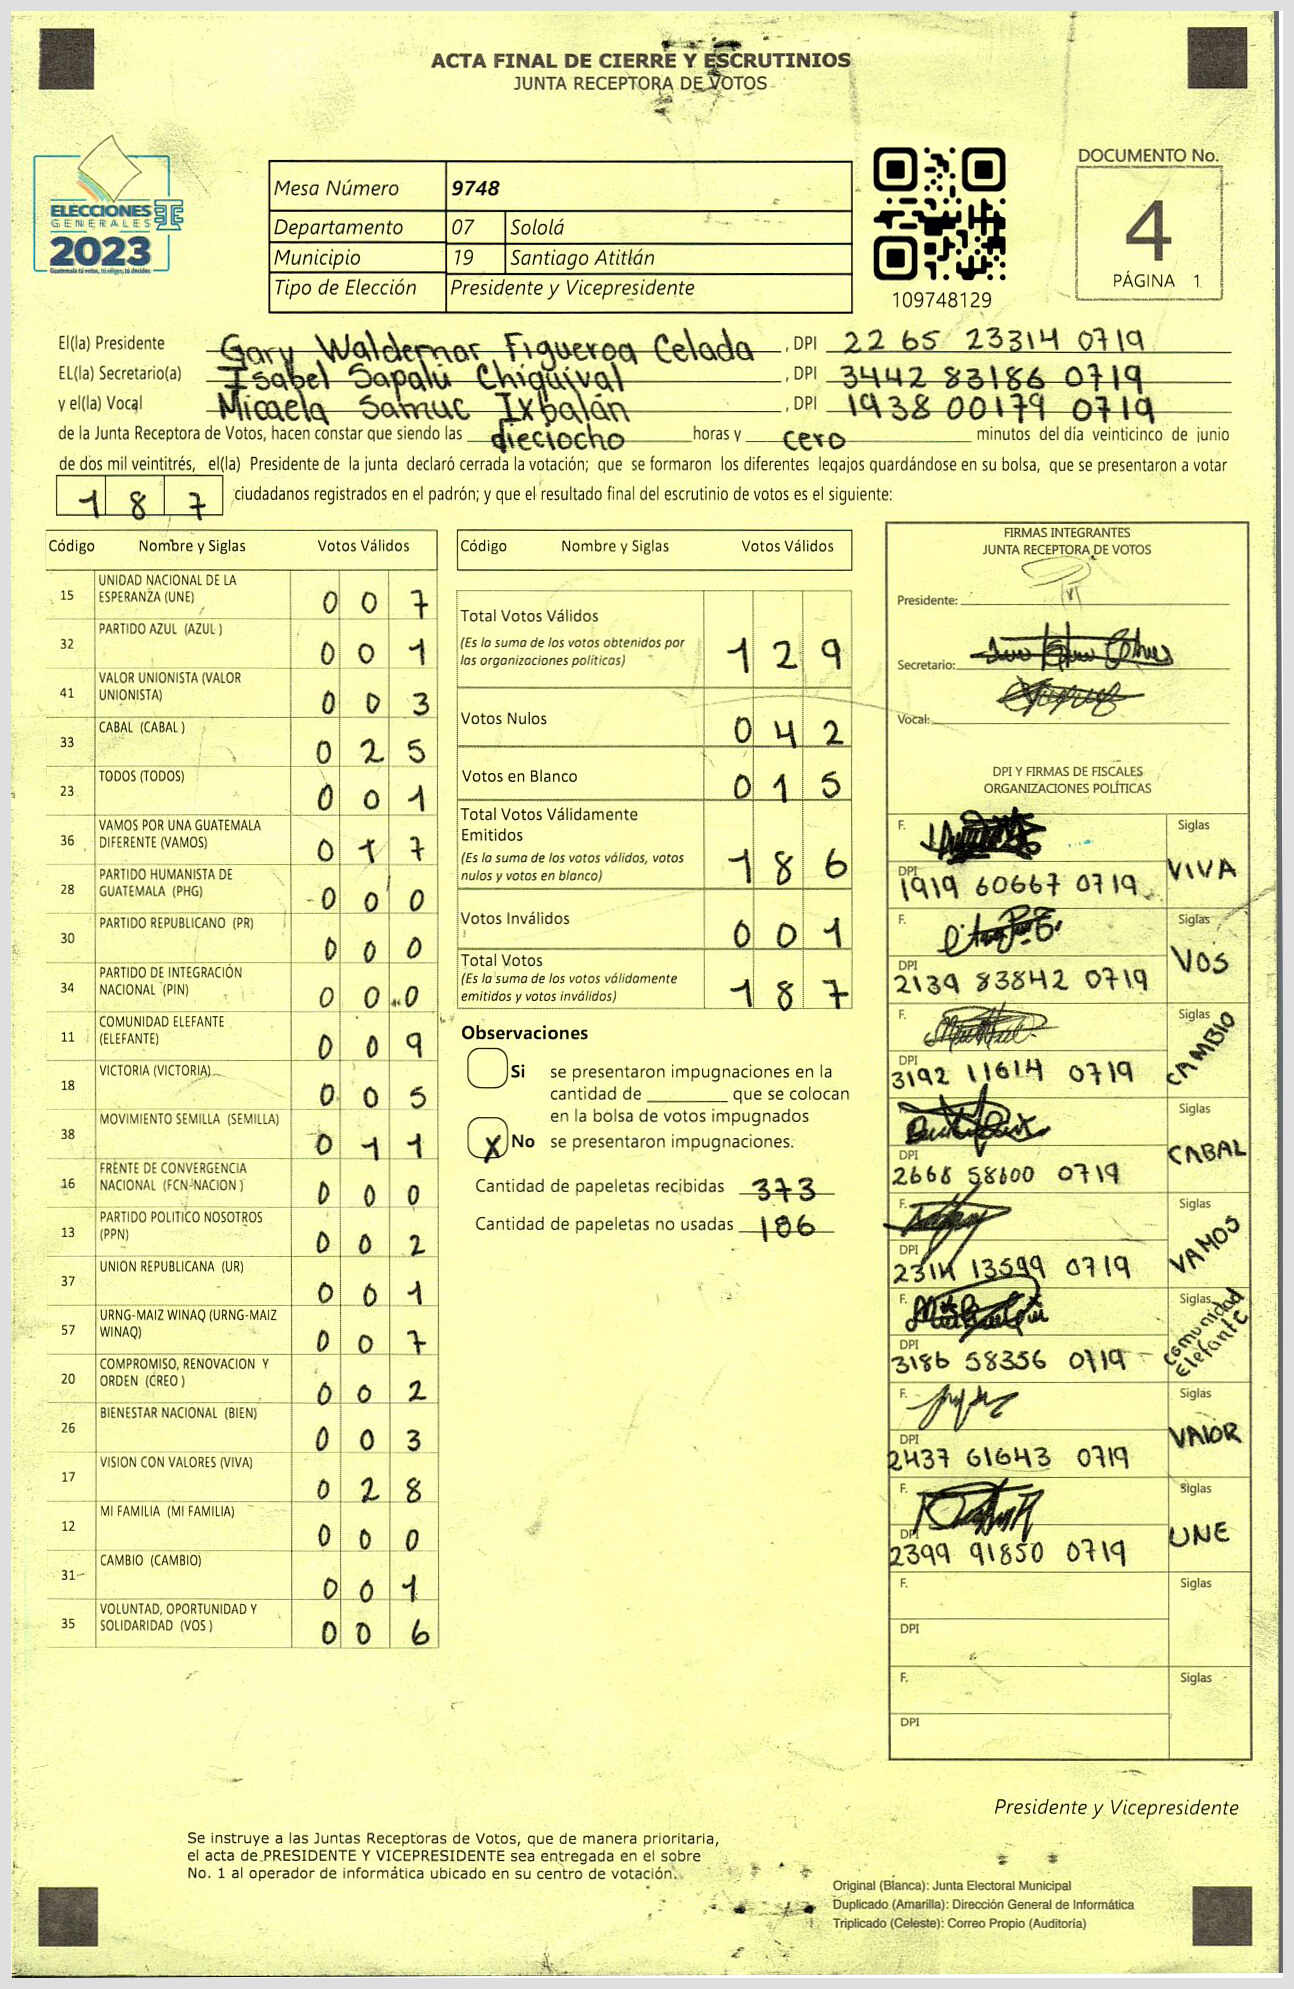 ACTA FINAL DE CIERRE Y ESCRUTINIOS
JUNTA RECEPTORA DE VOTOS
ELECCIONES
GENERALES
2023
Guatemala tú votas, tú eliges, tú decides
Mesa Número 9748
Departamento 07 Sololá
Municipio 19 Santiago Atitlán
Tipo de Elección Presidente y Vicepresidente
109748129
DOCUMENTO No.
4
PÁGINA 1
El(la) Presidente Gary Waldemar Figueroa Celada, DPI 2265 23314 0719
EL(la) Secretario(a) Isabel Sapalú Chiquival, DPI 3442 83186 0719
y el(la) Vocal Micaela Samuc Ixbalán, DPI 1938 00179 0719
de la Junta Receptora de Votos, hacen constar que siendo las dieciocho horas y cero minutos del día veinticinco de junio
de dos mil veintitrés, el(la) Presidente de la junta declaró cerrada la votación; que se formaron los diferentes legajos guardándose en su bolsa, que se presentaron a votar
187 ciudadanos registrados en el padrón; y que el resultado final del escrutinio de votos es el siguiente:
Código Nombre y Siglas Votos Válidos
15 UNIDAD NACIONAL DE LA ESPERANZA (UNE) 0 0 7
32 PARTIDO AZUL (AZUL ) 0 0 1
41 VALOR UNIONISTA (VALOR UNIONISTA) 0 0 3
33 CABAL (CABAL ) 0 2 5
23 TODOS (TODOS) 0 0 1
36 VAMOS POR UNA GUATEMALA DIFERENTE (VAMOS) 0 1 7
28 PARTIDO HUMANISTA DE GUATEMALA (PHG) 0 0 0
30 PARTIDO REPUBLICANO (PR) 0 0 0
34 PARTIDO DE INTEGRACIÓN NACIONAL (PIN) 0 0 0
11 COMUNIDAD ELEFANTE (ELEFANTE) 0 0 9
18 VICTORIA (VICTORIA) 0 0 5
38 MOVIMIENTO SEMILLA (SEMILLA) 0 1 1
16 FRENTE DE CONVERGENCIA NACIONAL (FCN-NACION ) 0 0 0
13 PARTIDO POLITICO NOSOTROS (PPN) 0 0 2
37 UNION REPUBLICANA (UR) 0 0 1
57 URNG-MAIZ WINAQ (URNG-MAIZ WINAQ) 0 0 7
20 COMPROMISO, RENOVACION Y ORDEN (CREO ) 0 0 2
26 BIENESTAR NACIONAL (BIEN) 0 0 3
17 VISION CON VALORES (VIVA) 0 2 8
12 MI FAMILIA (MI FAMILIA) 0 0 0
31 CAMBIO (CAMBIO) 0 0 1
35 VOLUNTAD, OPORTUNIDAD Y SOLIDARIDAD (VOS ) 0 0 6
Código Nombre y Siglas Votos Válidos
Total Votos Válidos
(Es la suma de los votos obtenidos por
las organizaciones políticas) 1 2 9
Votos Nulos 0 4 2
Votos en Blanco 0 1 5
Total Votos Válidamente
Emitidos
(Es la suma de los votos válidos, votos
nulos y votos en blanco) 1 8 6
Votos Inválidos 0 0 1
Total Votos
(Es la suma de los votos válidamente
emitidos y votos inválidos) 1 8 7
Observaciones
Si se presentaron impugnaciones en la
cantidad de ________ que se colocan
en la bolsa de votos impugnados
X No se presentaron impugnaciones.
Cantidad de papeletas recibidas 373
Cantidad de papeletas no usadas 186
FIRMAS INTEGRANTES
JUNTA RECEPTORA DE VOTOS
Presidente:
Secretario:
Vocal:
DPI Y FIRMAS DE FISCALES
ORGANIZACIONES POLÍTICAS
F. Siglas
DPI 1919 60667 0719 VIVA
F. Siglas
DPI 2139 83842 0719 VOS
F. Siglas
DPI 3192 11614 0719 CAMBIO
F. Siglas
DPI 2668 58600 0719 CABAL
F. Siglas
DPI 2314 13599 0719 VAMOS
F. Siglas
DPI 3186 58356 0719 Comunidad Elefante
F. Siglas
DPI 2437 61643 0719 VALOR
F. Siglas
DPI 2399 91850 0719 UNE
F. Siglas
DPI
F. Siglas
DPI
Presidente y Vicepresidente
Se instruye a las Juntas Receptoras de Votos, que de manera prioritaria,
el acta de PRESIDENTE Y VICEPRESIDENTE sea entregada en el sobre
No. 1 al operador de informática ubicado en su centro de votación.
Original (Blanca): Junta Electoral Municipal
Duplicado (Amarilla): Dirección General de Informática
Triplicado (Celeste): Correo Propio (Auditoría)